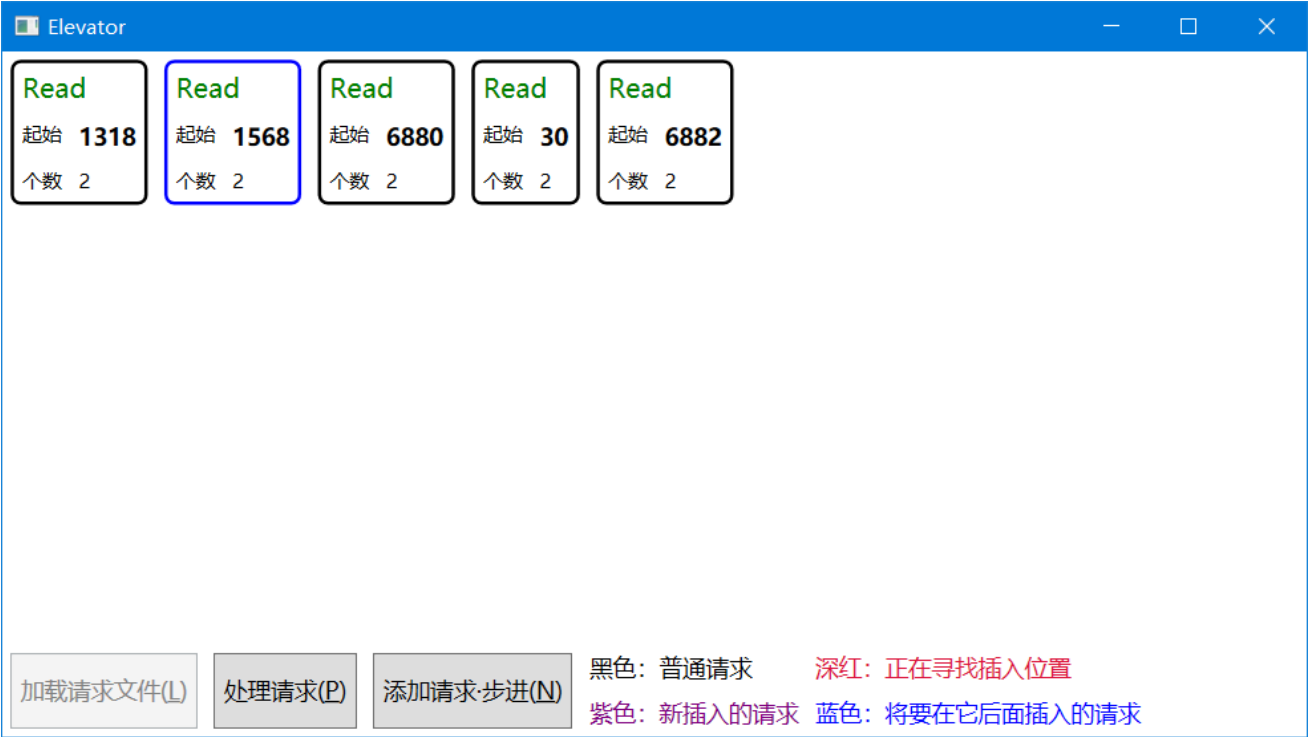 Elevator
Read Read Read Read Read
起始 1318 起始 1568 起始 6880 起始 30 起始 6882
个数 2 个数 2 个数 2 个数 2 个数 2
加载请求文件(L) 处理请求(P) 添加请求·步进(N)
黑色：普通请求 深红：正在寻找插入位置
紫色：新插入的请求 蓝色：将要在它后面插入的请求